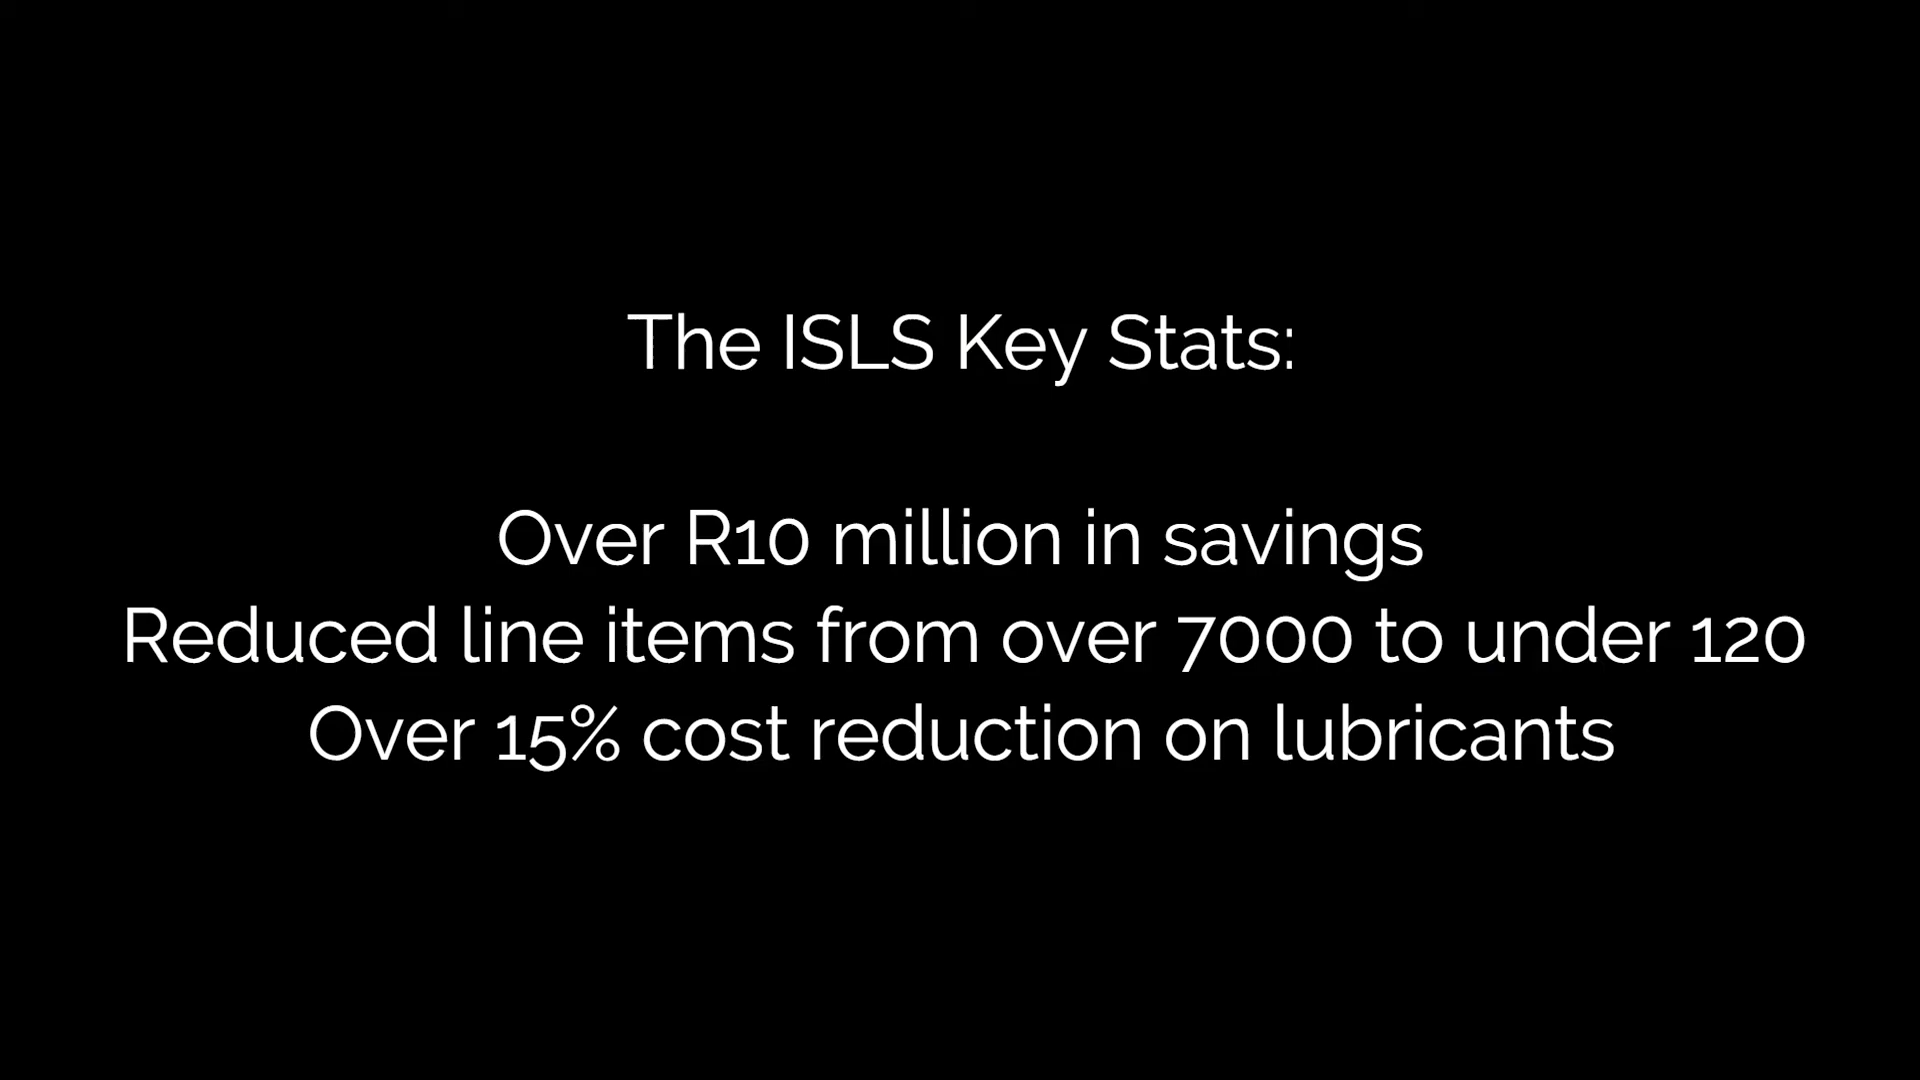 The ISLS Key Stats:
Over R10 million in savings
Reduced line items from over 7000 to under 120
Over 15% cost reduction on lubricants